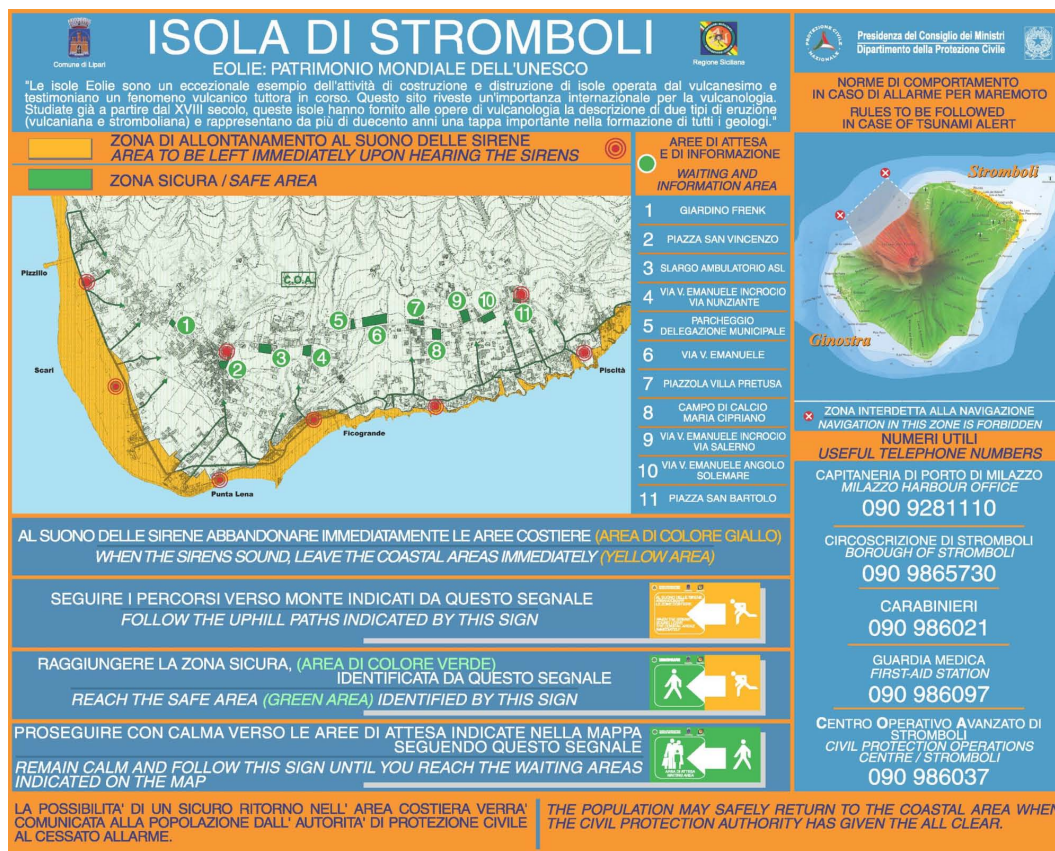 Comune di Lipari
ISOLA DI STROMBOLI
EOLIE: PATRIMONIO MONDIALE DELL'UNESCO
Regione Siciliana
"Le isole Eolie sono un eccezionale esempio dell'attività di costruzione e distruzione di isole operata dal vulcanesimo e
testimoniano un fenomeno vulcanico tuttora in corso. Questo sito riveste un'importanza internazionale per la vulcanologia.
Studiate già a partire dal XVIII secolo, queste isole hanno fornito alle opere di vulcanologia la descrizione di due tipi di eruzione
(vulcaniana e stromboliana) e rappresentano da più di duecento anni una tappa importante nella formazione di tutti i geologi."
PROTEZIONE CIVILE NAZIONALE
Presidenza del Consiglio dei Ministri
Dipartimento della Protezione Civile
NORME DI COMPORTAMENTO
IN CASO DI ALLARME PER MAREMOTO
RULES TO BE FOLLOWED
IN CASE OF TSUNAMI ALERT
ZONA DI ALLONTANAMENTO AL SUONO DELLE SIRENE
AREA TO BE LEFT IMMEDIATELY UPON HEARING THE SIRENS
ZONA SICURA / SAFE AREA
AREE DI ATTESA
E DI INFORMAZIONE
WAITING AND
INFORMATION AREA
1 GIARDINO FRENK
2 PIAZZA SAN VINCENZO
3 SLARGO AMBULATORIO ASL
4 VIA V. EMANUELE INCROCIO
VIA NUNZIANTE
5 PARCHEGGIO
DELEGAZIONE MUNICIPALE
6 VIA V. EMANUELE
7 PIAZZOLA VILLA PRETUSA
8 CAMPO DI CALCIO
MARIA CIPRIANO
9 VIA V. EMANUELE INCROCIO
VIA SALERNO
10 VIA V. EMANUELE ANGOLO
SOLEMARE
11 PIAZZA SAN BARTOLO
Pizzillo
C.O.A.
1
2
3
4
5
6
7
8
9
10
11
Scari
Punta Lena
Ficogrande
Piscità
Stromboli
Ginostra
ZONA INTERDETTA ALLA NAVIGAZIONE
NAVIGATION IN THIS ZONE IS FORBIDDEN
NUMERI UTILI
USEFUL TELEPHONE NUMBERS
CAPITANERIA DI PORTO DI MILAZZO
MILAZZO HARBOUR OFFICE
090 9281110
CIRCOSCRIZIONE DI STROMBOLI
BOROUGH OF STROMBOLI
090 9865730
CARABINIERI
090 986021
GUARDIA MEDICA
FIRST-AID STATION
090 986097
CENTRO OPERATIVO AVANZATO DI
STROMBOLI
CIVIL PROTECTION OPERATIONS
CENTRE / STROMBOLI
090 986037
AL SUONO DELLE SIRENE ABBANDONARE IMMEDIATAMENTE LE AREE COSTIERE (AREA DI COLORE GIALLO)
WHEN THE SIRENS SOUND, LEAVE THE COASTAL AREAS IMMEDIATELY (YELLOW AREA)
SEGUIRE I PERCORSI VERSO MONTE INDICATI DA QUESTO SEGNALE
FOLLOW THE UPHILL PATHS INDICATED BY THIS SIGN
RAGGIUNGERE LA ZONA SICURA, (AREA DI COLORE VERDE)
IDENTIFICATA DA QUESTO SEGNALE
REACH THE SAFE AREA (GREEN AREA) IDENTIFIED BY THIS SIGN
PROSEGUIRE CON CALMA VERSO LE AREE DI ATTESA INDICATE NELLA MAPPA
SEGUENDO QUESTO SEGNALE
REMAIN CALM AND FOLLOW THIS SIGN UNTIL YOU REACH THE WAITING AREAS
INDICATED ON THE MAP
AREA DI ATTESA
LA POSSIBILITA' DI UN SICURO RITORNO NELL' AREA COSTIERA VERRA'
COMUNICATA ALLA POPOLAZIONE DALL' AUTORITA' DI PROTEZIONE CIVILE
AL CESSATO ALLARME.
THE POPULATION MAY SAFELY RETURN TO THE COASTAL AREA WHEN
THE CIVIL PROTECTION AUTHORITY HAS GIVEN THE ALL CLEAR.